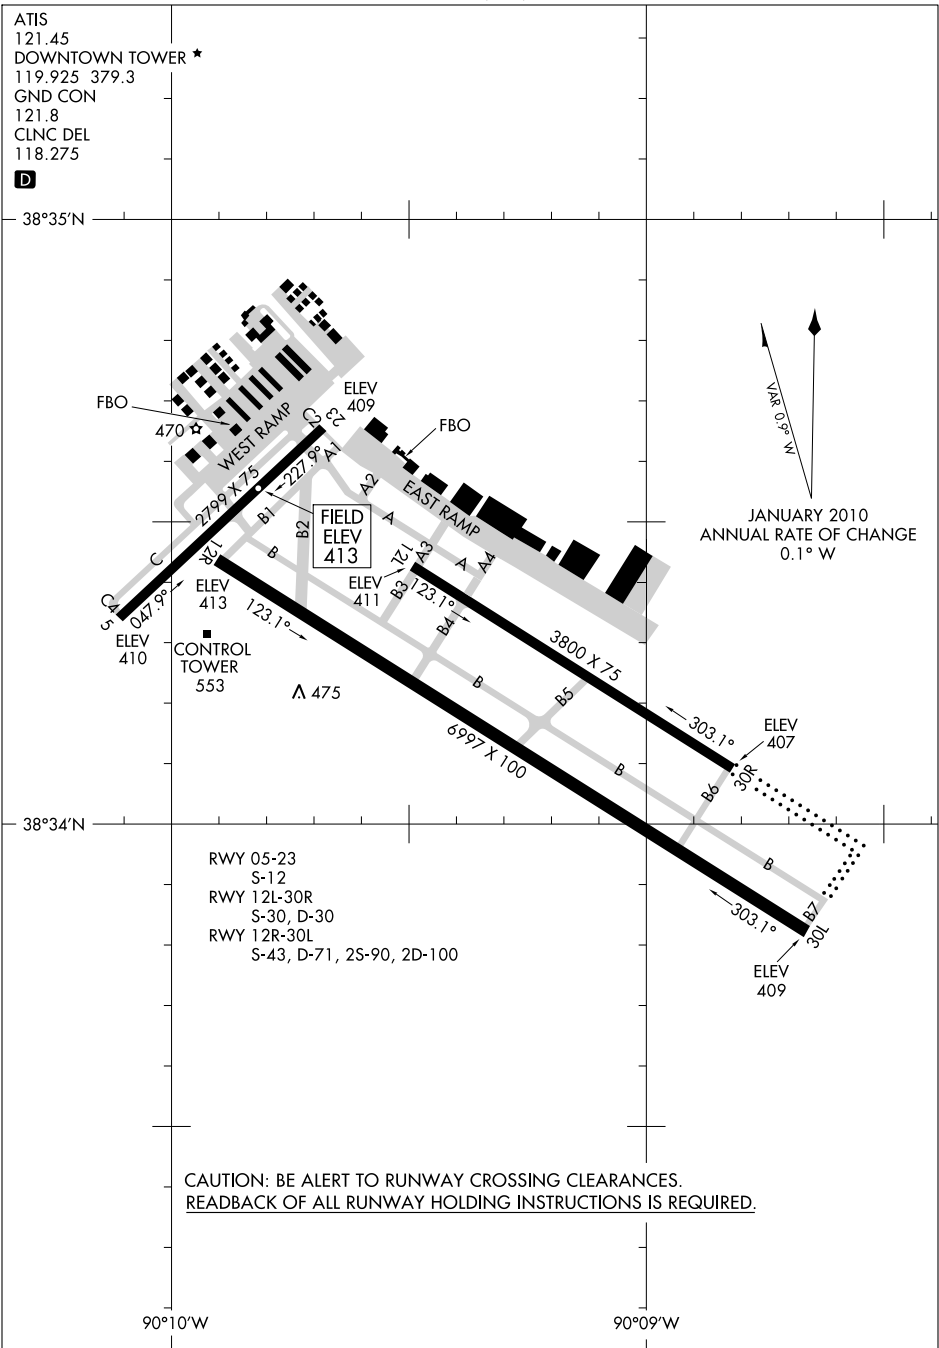 ATIS
121.45
DOWNTOWN TOWER ★
119.925 379.3
GND CON
121.8
CLNC DEL
118.275
D
38°35'N
VAR 0.9° W
JANUARY 2010
ANNUAL RATE OF CHANGE
0.1° W
FBO
470
WEST RAMP
ELEV
409
C2
23
A1
FBO
2799 X 75
227.9°
A2
EAST RAMP
B1
B2
FIELD
ELEV
413
A
A
A3
A4
C
B
12R
12L
ELEV
411
B3
123.1°
B4
C4
5
047.9°
ELEV
410
ELEV
413
123.1°
CONTROL
TOWER
553
475
3800 X 75
B
B5
6997 X 100
303.1°
ELEV
407
30R
B
B6
38°34'N
B
B7
303.1°
30L
ELEV
409
RWY 05-23
S-12
RWY 12L-30R
S-30, D-30
RWY 12R-30L
S-43, D-71, 2S-90, 2D-100
CAUTION: BE ALERT TO RUNWAY CROSSING CLEARANCES.
READBACK OF ALL RUNWAY HOLDING INSTRUCTIONS IS REQUIRED.
90°10'W
90°09'W